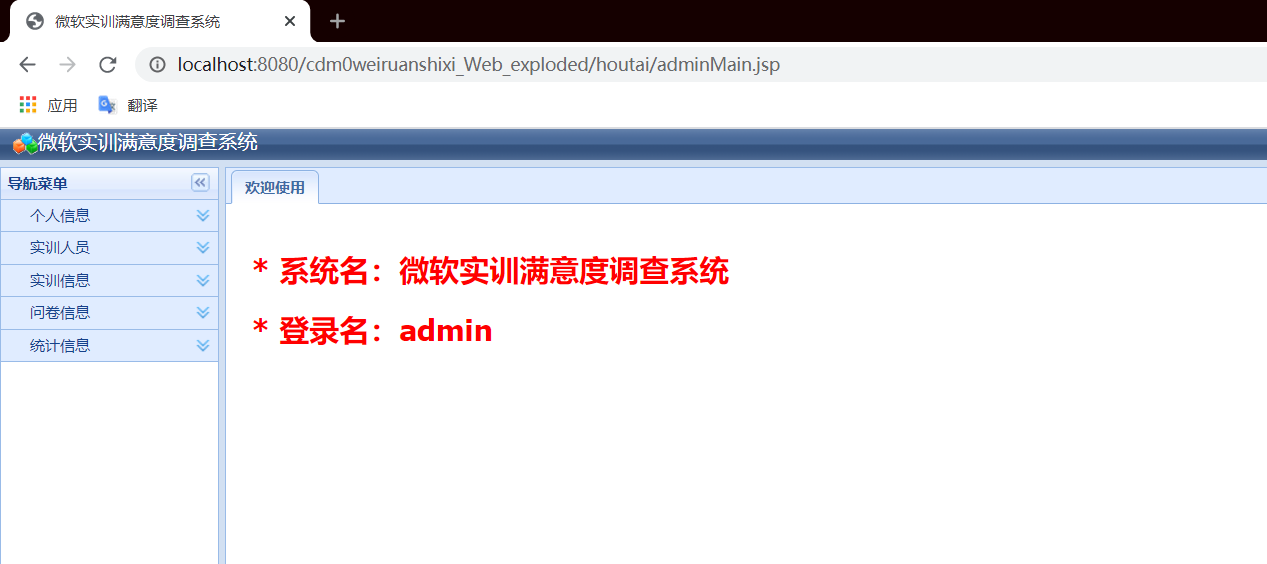 微软实训满意度调查系统
localhost:8080/cdm0weiruanshixi_Web_exploded/houtai/adminMain.jsp
应用 翻译
微软实训满意度调查系统
导航菜单
个人信息
实训人员
实训信息
问卷信息
统计信息
欢迎使用
* 系统名：微软实训满意度调查系统
* 登录名：admin